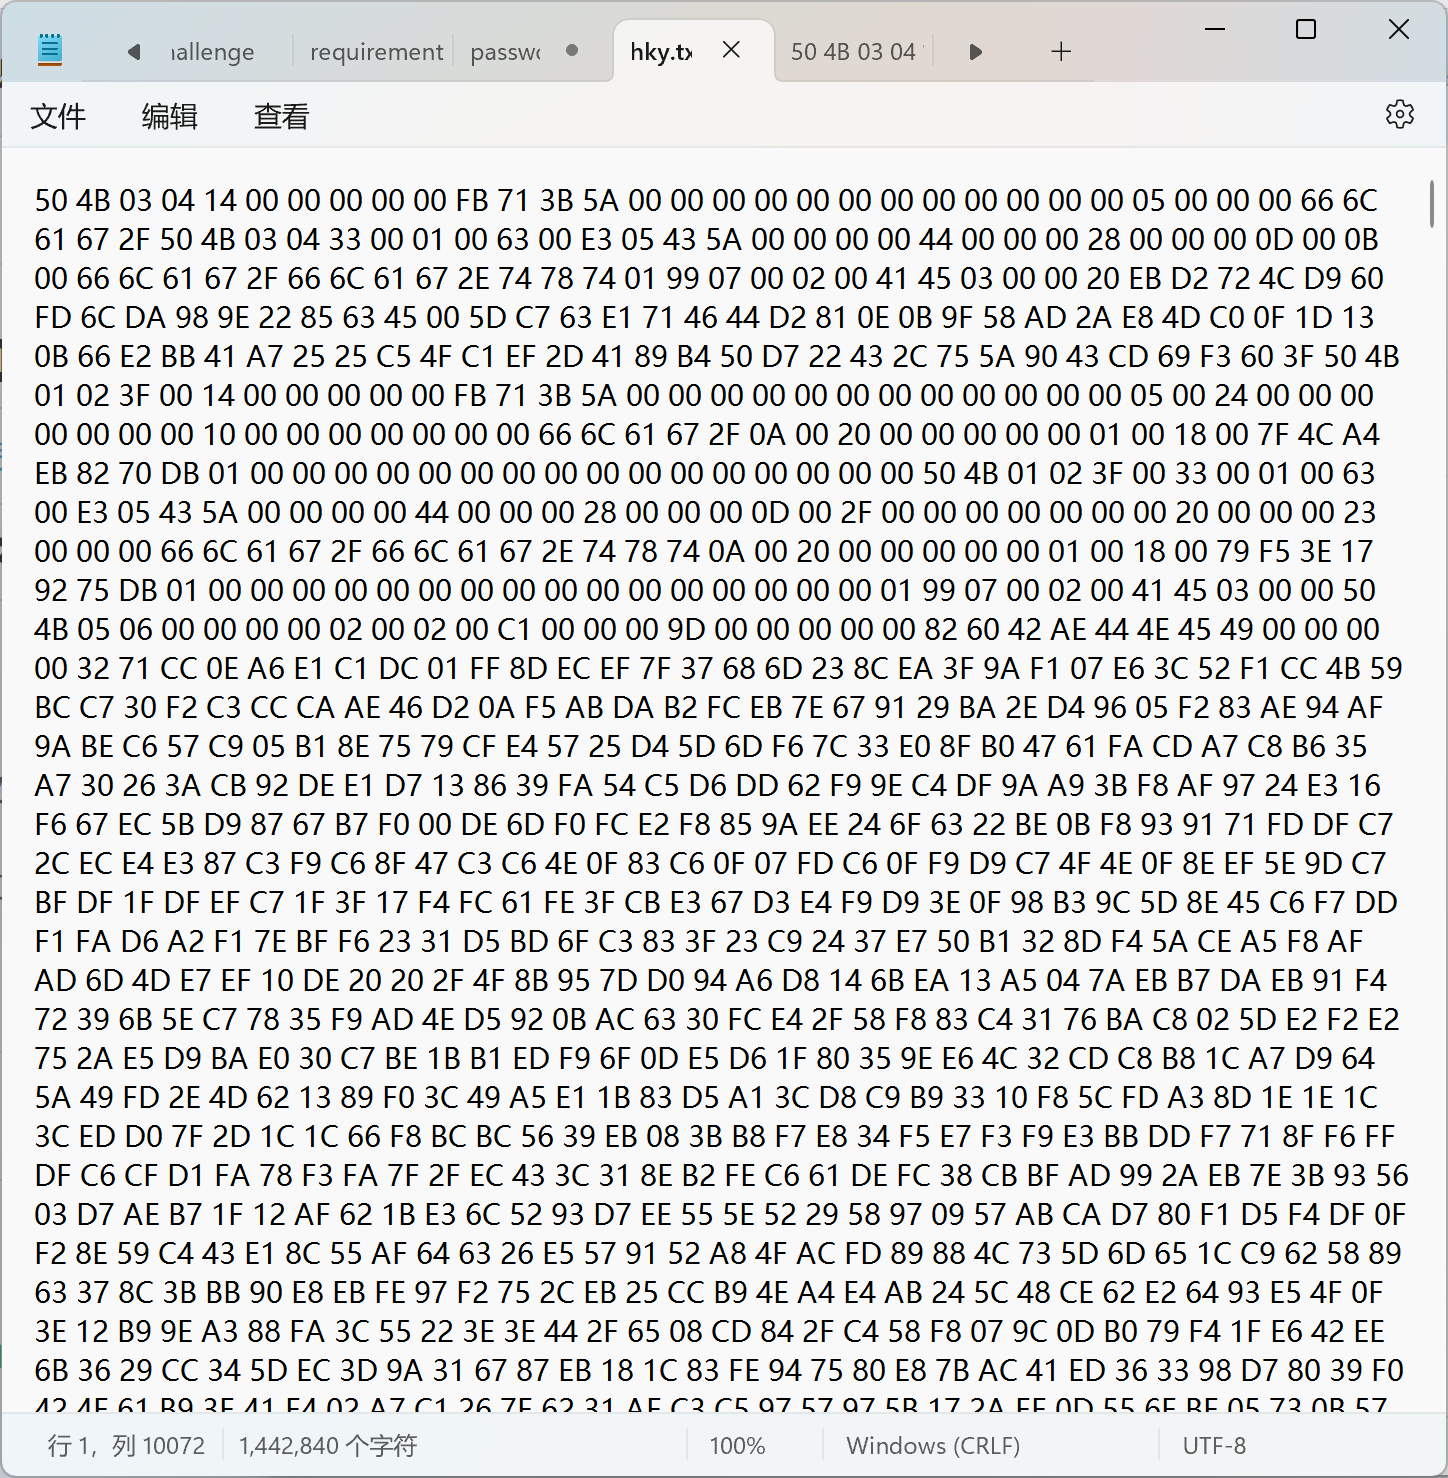 hallenge requirement passwo hky.tx 50 4B 03 04
文件 编辑 查看
50 4B 03 04 14 00 00 00 00 00 FB 71 3B 5A 00 00 00 00 00 00 00 00 00 00 00 00 05 00 00 00 66 6C
61 67 2F 50 4B 03 04 33 00 01 00 63 00 E3 05 43 5A 00 00 00 00 44 00 00 00 28 00 00 00 0D 00 0B
00 66 6C 61 67 2F 66 6C 61 67 2E 74 78 74 01 99 07 00 02 00 41 45 03 00 00 20 EB D2 72 4C D9 60
FD 6C DA 98 9E 22 85 63 45 00 5D C7 63 E1 71 46 44 D2 81 0E 0B 9F 58 AD 2A E8 4D C0 0F 1D 13
0B 66 E2 BB 41 A7 25 25 C5 4F C1 EF 2D 41 89 B4 50 D7 22 43 2C 75 5A 90 43 CD 69 F3 60 3F 50 4B
01 02 3F 00 14 00 00 00 00 00 FB 71 3B 5A 00 00 00 00 00 00 00 00 00 00 00 00 05 00 24 00 00 00
00 00 00 00 10 00 00 00 00 00 00 00 66 6C 61 67 2F 0A 00 20 00 00 00 00 00 01 00 18 00 7F 4C A4
EB 82 70 DB 01 00 00 00 00 00 00 00 00 00 00 00 00 00 00 00 00 50 4B 01 02 3F 00 33 00 01 00 63
00 E3 05 43 5A 00 00 00 00 44 00 00 00 28 00 00 00 0D 00 2F 00 00 00 00 00 00 00 20 00 00 00 23
00 00 00 66 6C 61 67 2F 66 6C 61 67 2E 74 78 74 0A 00 20 00 00 00 00 00 01 00 18 00 79 F5 3E 17
92 75 DB 01 00 00 00 00 00 00 00 00 00 00 00 00 00 00 00 00 01 99 07 00 02 00 41 45 03 00 00 50
4B 05 06 00 00 00 00 02 00 02 00 C1 00 00 00 9D 00 00 00 00 00 82 60 42 AE 44 4E 45 49 00 00 00
00 32 71 CC 0E A6 E1 C1 DC 01 FF 8D EC EF 7F 37 68 6D 23 8C EA 3F 9A F1 07 E6 3C 52 F1 CC 4B 59
BC C7 30 F2 C3 CC CA AE 46 D2 0A F5 AB DA B2 FC EB 7E 67 91 29 BA 2E D4 96 05 F2 83 AE 94 AF
9A BE C6 57 C9 05 B1 8E 75 79 CF E4 57 25 D4 5D 6D F6 7C 33 E0 8F B0 47 61 FA CD A7 C8 B6 35
A7 30 26 3A CB 92 DE E1 D7 13 86 39 FA 54 C5 D6 DD 62 F9 9E C4 DF 9A A9 3B F8 AF 97 24 E3 16
F6 67 EC 5B D9 87 67 B7 F0 00 DE 6D F0 FC E2 F8 85 9A EE 24 6F 63 22 BE 0B F8 93 91 71 FD DF C7
2C EC E4 E3 87 C3 F9 C6 8F 47 C3 C6 4E 0F 83 C6 0F 07 FD C6 0F F9 D9 C7 4F 4E 0F 8E EF 5E 9D C7
BF DF 1F DF EF C7 1F 3F 17 F4 FC 61 FE 3F CB E3 67 D3 E4 F9 D9 3E 0F 98 B3 9C 5D 8E 45 C6 F7 DD
F1 FA D6 A2 F1 7E BF F6 23 31 D5 BD 6F C3 83 3F 23 C9 24 37 E7 50 B1 32 8D F4 5A CE A5 F8 AF
AD 6D 4D E7 EF 10 DE 20 20 2F 4F 8B 95 7D D0 94 A6 D8 14 6B EA 13 A5 04 7A EB B7 DA EB 91 F4
72 39 6B 5E C7 78 35 F9 AD 4E D5 92 0B AC 63 30 FC E4 2F 58 F8 83 C4 31 76 BA C8 02 5D E2 F2 E2
75 2A E5 D9 BA E0 30 C7 BE 1B B1 ED F9 6F 0D E5 D6 1F 80 35 9E E6 4C 32 CD C8 B8 1C A7 D9 64
5A 49 FD 2E 4D 62 13 89 F0 3C 49 A5 E1 1B 83 D5 A1 3C D8 C9 B9 33 10 F8 5C FD A3 8D 1E 1E 1C
3C ED D0 7F 2D 1C 1C 66 F8 BC BC 56 39 EB 08 3B B8 F7 E8 34 F5 E7 F3 F9 E3 BB DD F7 71 8F F6 FF
DF C6 CF D1 FA 78 F3 FA 7F 2F EC 43 3C 31 8E B2 FE C6 61 DE FC 38 CB BF AD 99 2A EB 7E 3B 93 56
03 D7 AE B7 1F 12 AF 62 1B E3 6C 52 93 D7 EE 55 5E 52 29 58 97 09 57 AB CA D7 80 F1 D5 F4 DF 0F
F2 8E 59 C4 43 E1 8C 55 AF 64 63 26 E5 57 91 52 A8 4F AC FD 89 88 4C 73 5D 6D 65 1C C9 62 58 89
63 37 8C 3B BB 90 E8 EB FE 97 F2 75 2C EB 25 CC B9 4E A4 E4 AB 24 5C 48 CE 62 E2 64 93 E5 4F 0F
3E 12 B9 9E A3 88 FA 3C 55 22 3E 3E 44 2F 65 08 CD 84 2F C4 58 F8 07 9C 0D B0 79 F4 1F E6 42 EE
6B 36 29 CC 34 5D EC 3D 9A 31 67 87 EB 18 1C 83 FE 94 75 80 E8 7B AC 41 ED 36 33 98 D7 80 39 F0
行 1，列 10072 1,442,840 个字符 100% Windows (CRLF) UTF-8